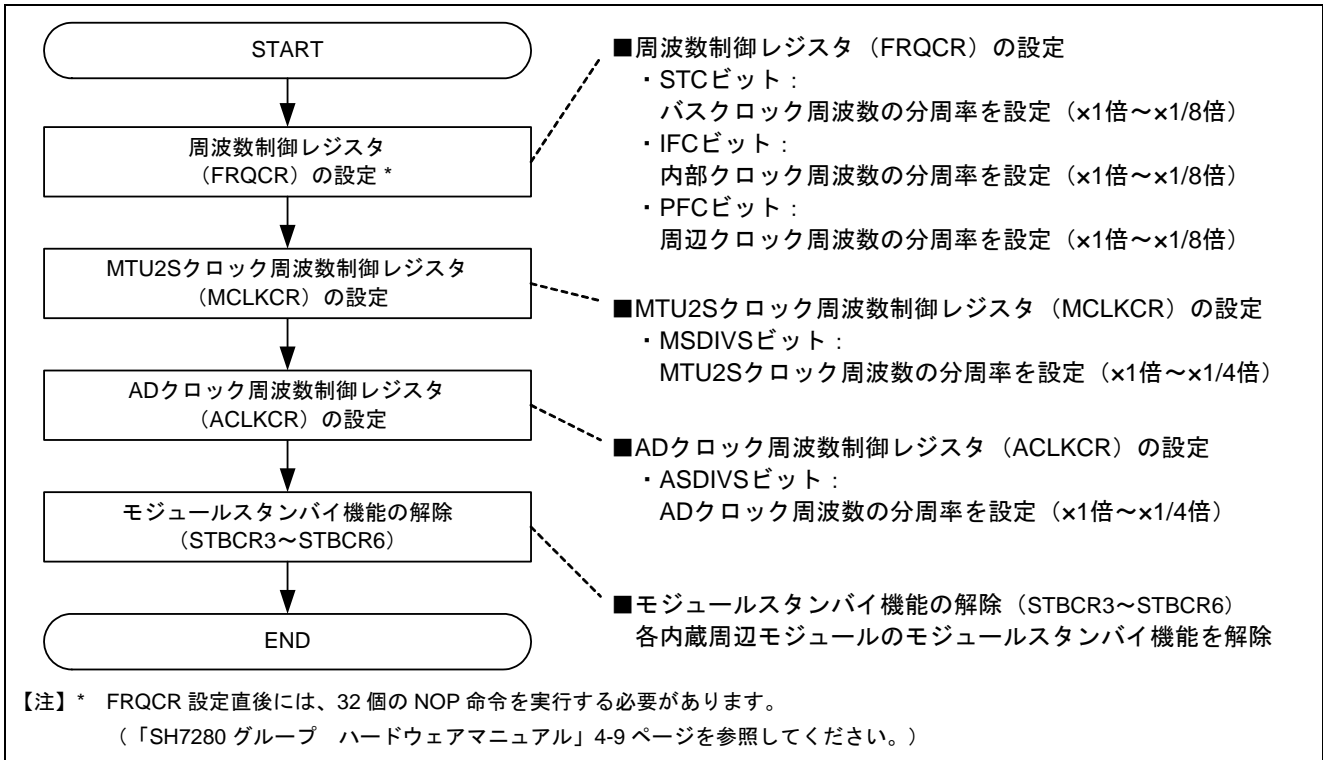 START
周波数制御レジスタ
（FRQCR）の設定 *
MTU2Sクロック周波数制御レジスタ
（MCLKCR）の設定
ADクロック周波数制御レジスタ
（ACLKCR）の設定
モジュールスタンバイ機能の解除
（STBCR3～STBCR6）
END
■周波数制御レジスタ（FRQCR）の設定
・STCビット：
バスクロック周波数の分周率を設定（×1倍～×1/8倍）
・IFCビット：
内部クロック周波数の分周率を設定（×1倍～×1/8倍）
・PFCビット：
周辺クロック周波数の分周率を設定（×1倍～×1/8倍）
■MTU2Sクロック周波数制御レジスタ（MCLKCR）の設定
・MSDIVSビット：
MTU2Sクロック周波数の分周率を設定（×1倍～×1/4倍）
■ADクロック周波数制御レジスタ（ACLKCR）の設定
・ASDIVSビット：
ADクロック周波数の分周率を設定（×1倍～×1/4倍）
■モジュールスタンバイ機能の解除（STBCR3～STBCR6）
各内蔵周辺モジュールのモジュールスタンバイ機能を解除
【注】* FRQCR 設定直後には、32 個の NOP 命令を実行する必要があります。
（「SH7280 グループ　ハードウェアマニュアル」4-9 ページを参照してください。）